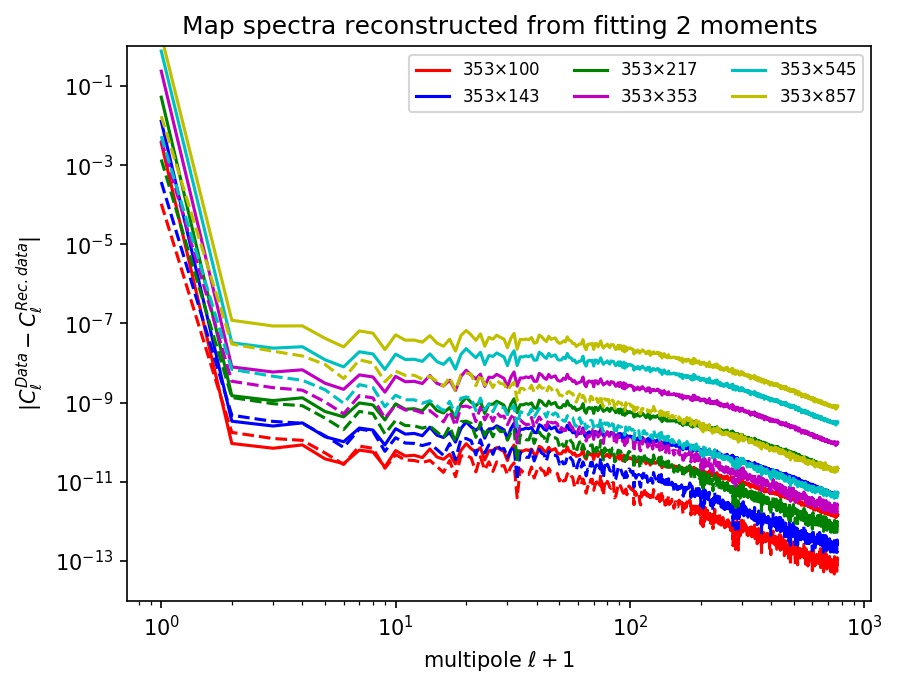 Map spectra reconstructed from fitting 2 moments
353×100 353×217 353×545
353×143 353×353 353×857
|C_ℓ^{Data} − C_ℓ^{Rec. data}|
10^{-1}
10^{-3}
10^{-5}
10^{-7}
10^{-9}
10^{-11}
10^{-13}
10^0 10^1 10^2 10^3
multipole ℓ + 1